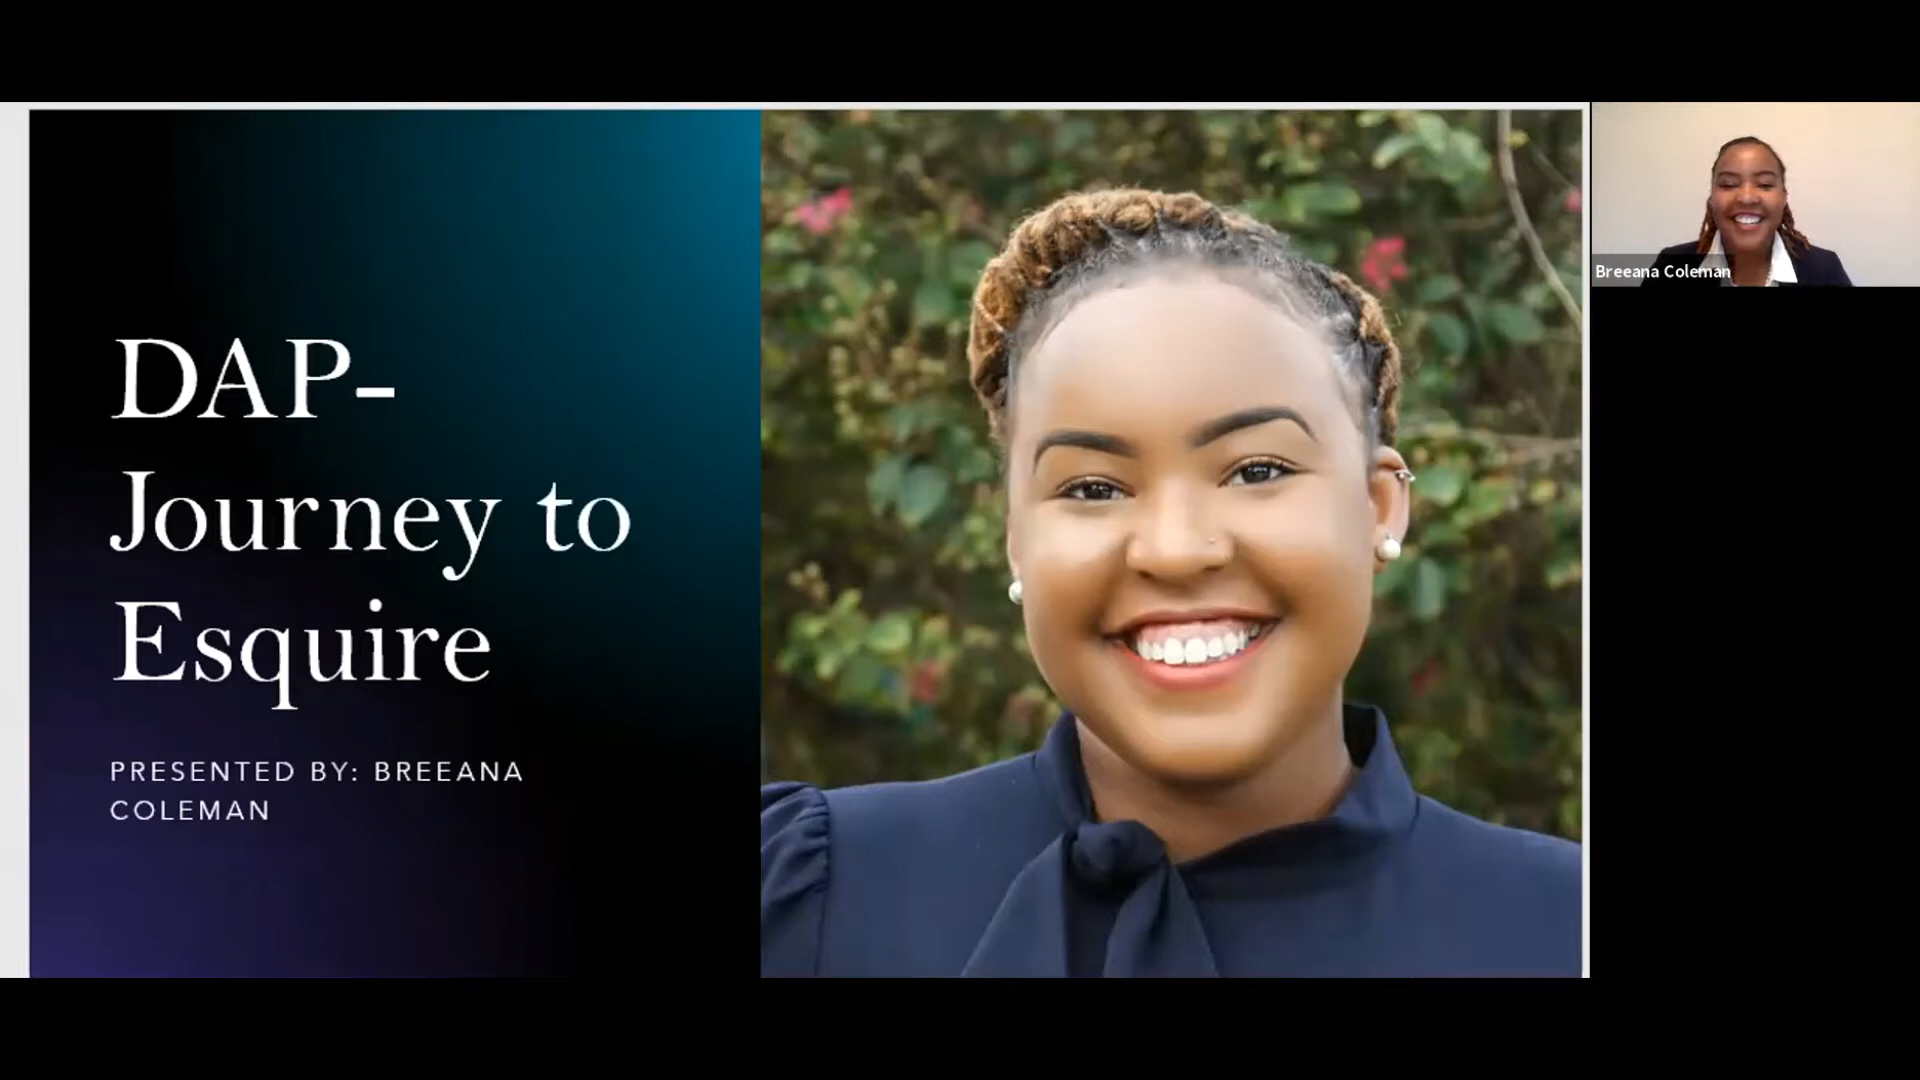 DAP-
Journey to
Esquire
PRESENTED BY: BREEANA
COLEMAN
Breeana Coleman